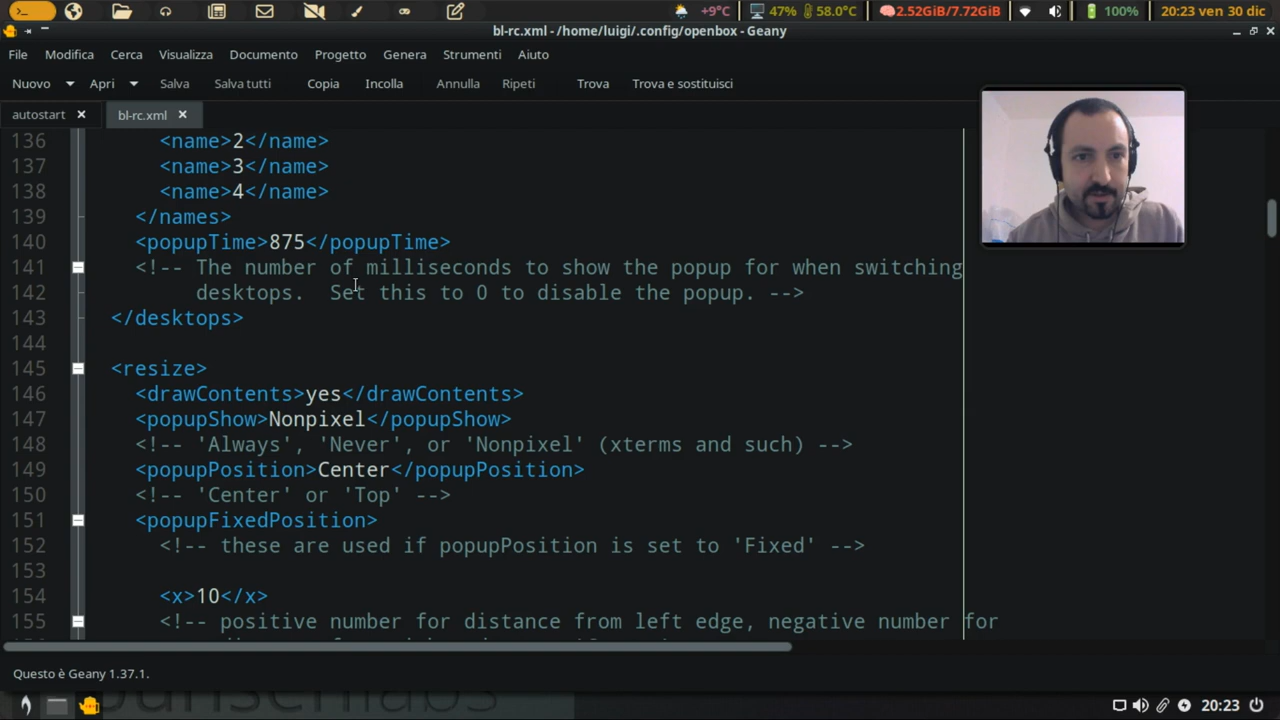 +9°C
47%
58.0°C
2.52GiB/7.72GiB
100%
20:23 ven 30 dic
bl-rc.xml - /home/luigi/.config/openbox - Geany
File Modifica Cerca Visualizza Documento Progetto Genera Strumenti Aiuto
Nuovo Apri Salva Salva tutti Copia Incolla Annulla Ripeti Trova Trova e sostituisci
autostart bl-rc.xml
136 <name>2</name>
137 <name>3</name>
138 <name>4</name>
139 </names>
140 <popupTime>875</popupTime>
141 <!-- The number of milliseconds to show the popup for when switching
142 desktops.  Set this to 0 to disable the popup. -->
143 </desktops>
144
145 <resize>
146 <drawContents>yes</drawContents>
147 <popupShow>Nonpixel</popupShow>
148 <!-- 'Always', 'Never', or 'Nonpixel' (xterms and such) -->
149 <popupPosition>Center</popupPosition>
150 <!-- 'Center' or 'Top' -->
151 <popupFixedPosition>
152 <!-- these are used if popupPosition is set to 'Fixed' -->
153
154 <x>10</x>
155 <!-- positive number for distance from left edge, negative number for
Questo è Geany 1.37.1.
20:23